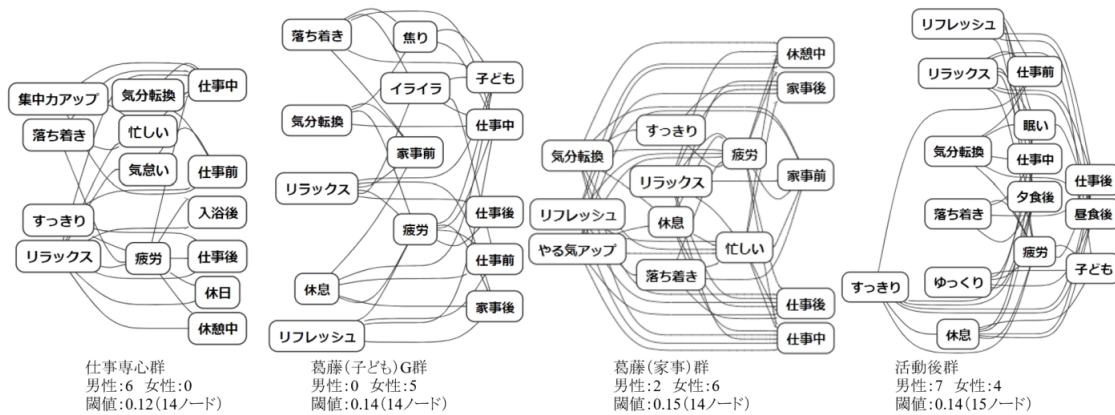 集中力アップ
落ち着き
すっきり
リラックス
気分転換
忙しい
気怠い
疲労
仕事中
仕事前
入浴後
仕事後
休日
休憩中
仕事専心群
男性:6 女性:0
閾値:0.12(14ノード)
落ち着き
気分転換
リラックス
休息
リフレッシュ
焦り
イライラ
家事前
疲労
子ども
仕事中
仕事後
仕事前
家事後
葛藤(子ども)G群
男性:0 女性:5
閾値:0.14(14ノード)
気分転換
リフレッシュ
やる気アップ
すっきり
リラックス
休息
落ち着き
疲労
忙しい
休憩中
家事後
家事前
仕事後
仕事中
葛藤(家事)群
男性:2 女性:6
閾値:0.15(14ノード)
リフレッシュ
リラックス
気分転換
落ち着き
ゆっくり
すっきり
休息
仕事前
眠い
仕事中
夕食後
疲労
仕事後
昼食後
子ども
活動後群
男性:7 女性:4
閾値:0.14(15ノード)